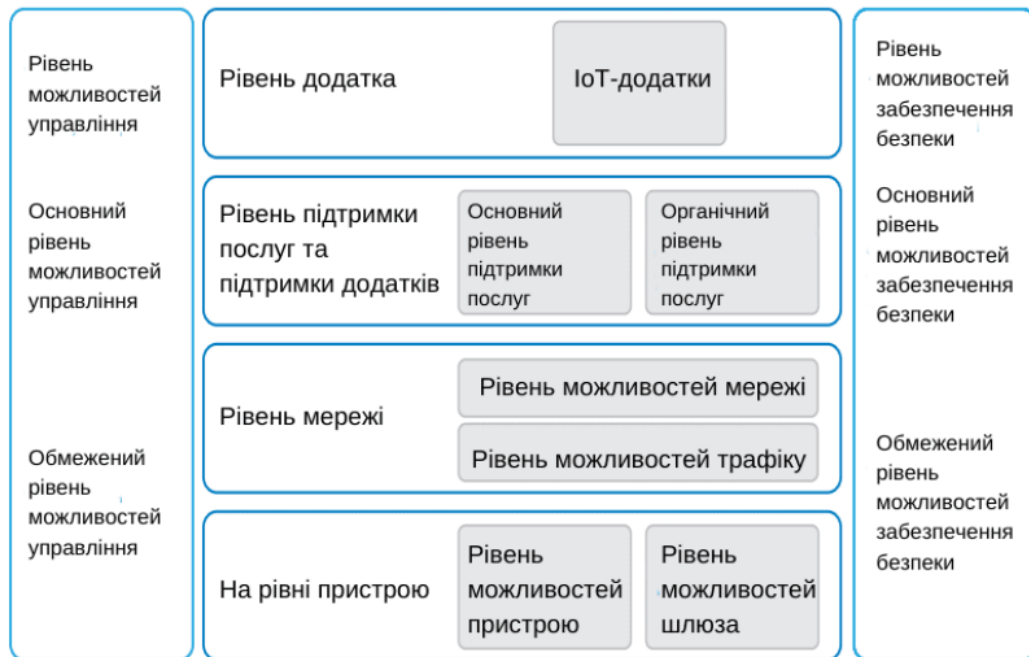 Рівень
можливостей
управління
Основний
рівень
можливостей
управління
Обмежений
рівень
можливостей
управління
Рівень додатка
ІоТ-додатки
Рівень підтримки
послуг та
підтримки додатків
Основний
рівень
підтримки
послуг
Органічний
рівень
підтримки
послуг
Рівень мережі
Рівень можливостей мережі
Рівень можливостей трафіку
На рівні пристрою
Рівень
можливостей
пристрою
Рівень
можливостей
шлюза
Рівень
можливостей
забезпечення
безпеки
Основний
рівень
можливостей
забезпечення
безпеки
Обмежений
рівень
можливостей
забезпечення
безпеки